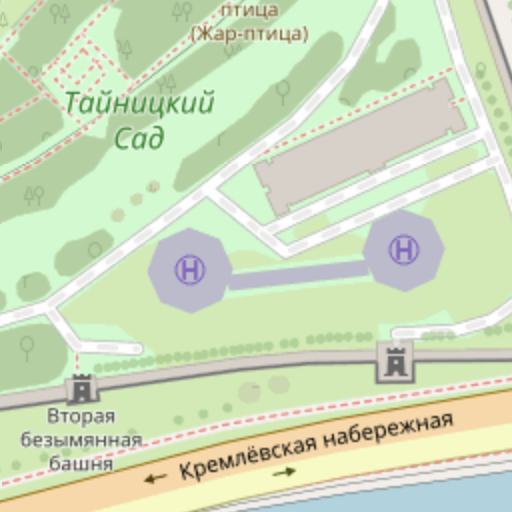 птица
(Жар-птица)
Тайницкий
Сад
H
H
Вторая
безымянная
башня
Кремлёвская набережная